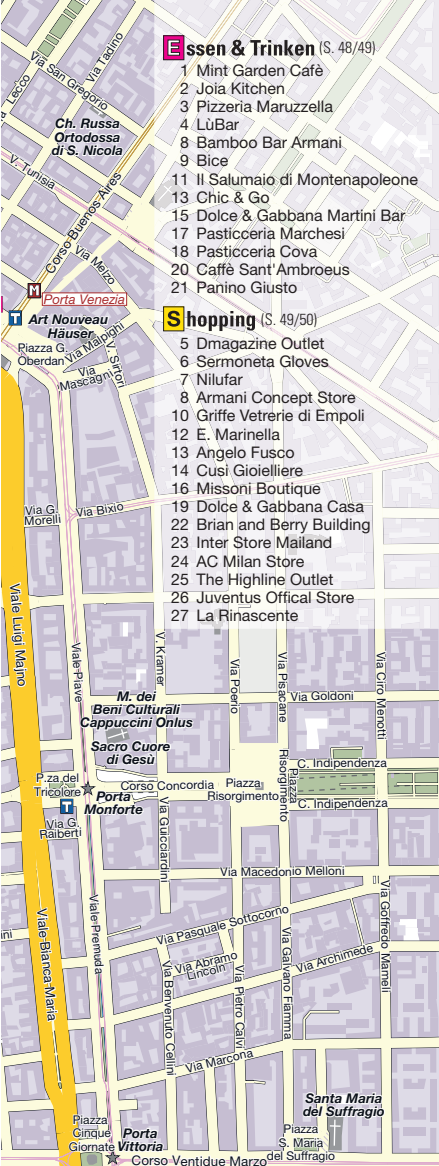 Essen & Trinken (S. 48/49)
1 Mint Garden Cafè
2 Joia Kitchen
3 Pizzeria Maruzzella
4 LùBar
8 Bamboo Bar Armani
9 Bice
11 Il Salumaio di Montenapoleone
13 Chic & Go
15 Dolce & Gabbana Martini Bar
17 Pasticceria Marchesi
18 Pasticceria Cova
20 Caffè Sant'Ambroeus
21 Panino Giusto
Shopping (S. 49/50)
5 Dmagazine Outlet
6 Sermoneta Gloves
7 Nilufar
8 Armani Concept Store
10 Griffe Vetrerie di Empoli
12 E. Marinella
13 Angelo Fusco
14 Cusi Gioielliere
16 Missoni Boutique
19 Dolce & Gabbana Casa
22 Brian and Berry Building
23 Inter Store Mailand
24 AC Milan Store
25 The Highline Outlet
26 Juventus Offical Store
27 La Rinascente
Via Tadino
Via San Gregorio
Lecco
Ch. Russa
Ortodossa
di S. Nicola
V. Tunisia
Corso Buenos Aires
Via Melzo
M
Porta Venezia
T
Art Nouveau
Häuser
Piazza G.
Oberdan
Via Malpighi
V. Sirtori
Via
Mascagni
Via G.
Morelli
Via Bixio
Viale Luigi Majno
Viale Piave
V. Kramer
Via Poerio
Via Pisacane
Via Ciro Menotti
Via Goldoni
M. dei
Beni Culturali
Cappuccini Onlus
Sacro Cuore
di Gesù
P.za del
Tricolore
T
Porta
Monforte
Via G.
Raiberti
Corso Concordia
Piazza
Risorgimento
Risorgimento
Piazza
C. Indipendenza
C. Indipendenza
Via Guicciardini
Via Macedonio Melloni
Viale Bianca Maria
Viale Premuda
Via Pasquale Sottocorno
Via Abramo
Lincoln
Via Archimede
Via Goffredo Mameli
Via Benvenuto Cellini
Via Pietro Calvi
Via Galvano Fiamma
ini
Via Marcona
Santa Maria
del Suffragio
Piazza
Cinque
Giornate
Porta
Vittoria
Piazza
S. Maria
del Suffragio
Corso Ventidue Marzo